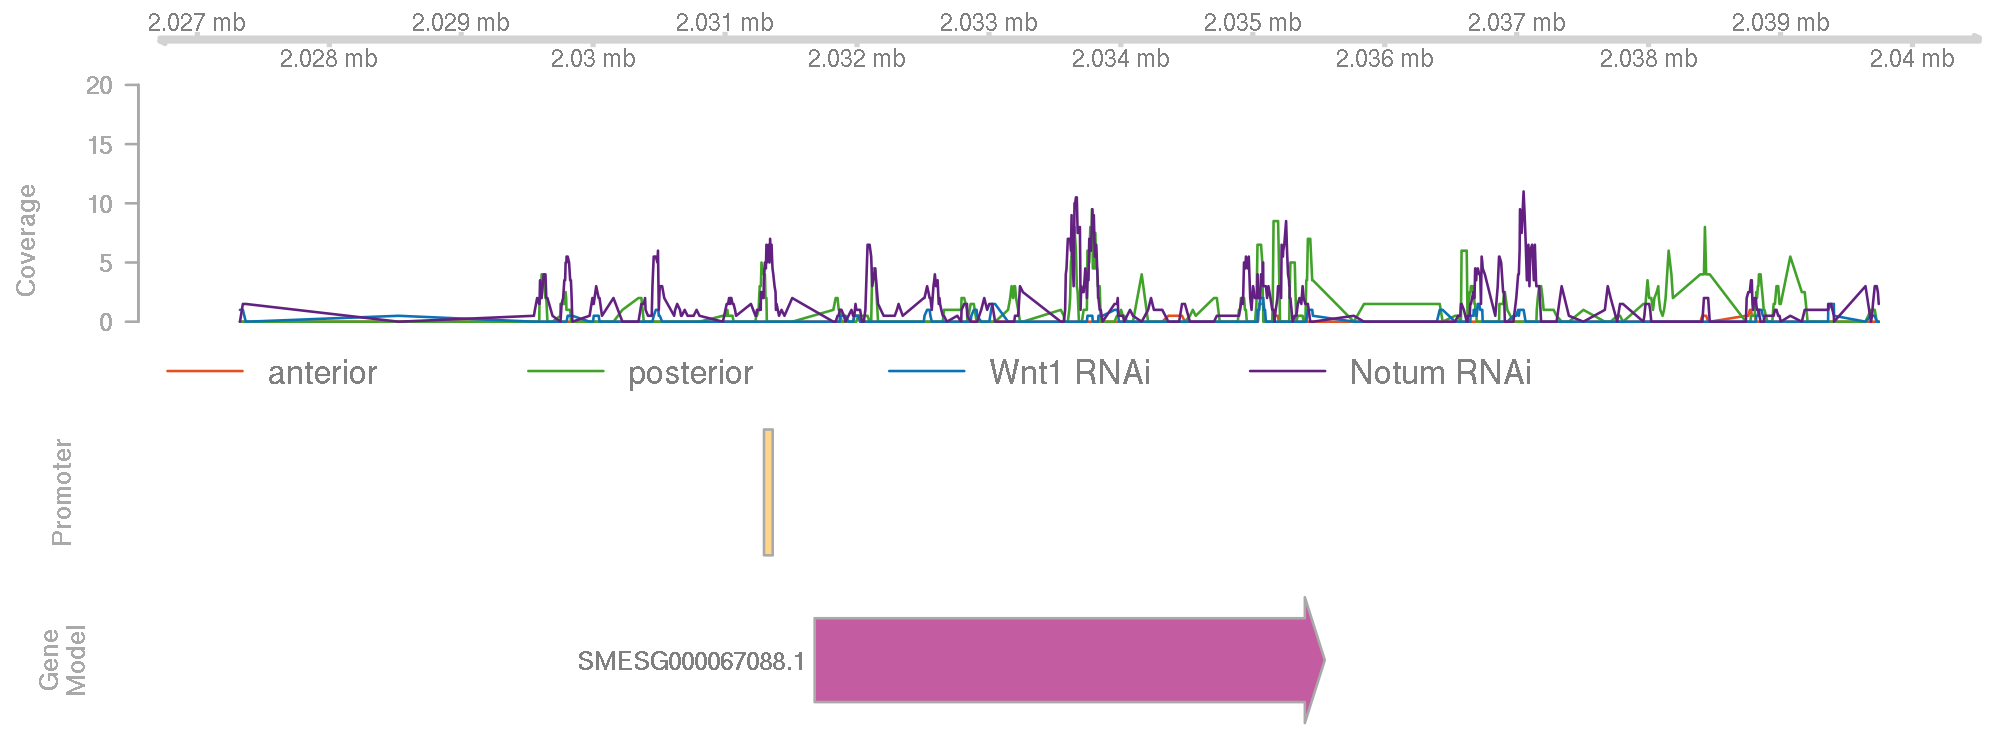 2.027 mb 2.029 mb 2.031 mb 2.033 mb 2.035 mb 2.037 mb 2.039 mb
2.028 mb 2.03 mb 2.032 mb 2.034 mb 2.036 mb 2.038 mb 2.04 mb
20
15
10
5
0
Coverage
anterior posterior Wnt1 RNAi Notum RNAi
Promoter
Gene
Model
SMESG000067088.1